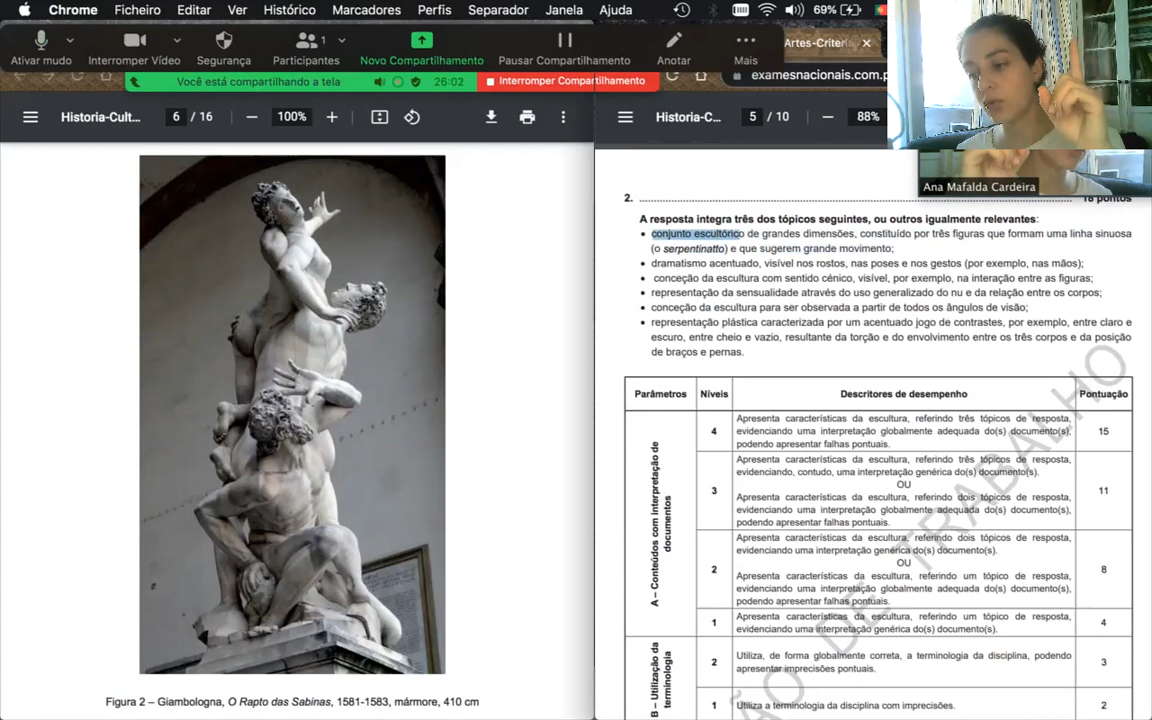 Chrome Ficheiro Editar Ver Histórico Marcadores Perfis Separador Janela Ajuda 69%
Ativar mudo Interromper Vídeo Segurança Participantes 1 Novo Compartilhamento Pausar Compartilhamento Anotar Mais
Artes-Criteri
Você está compartilhando a tela 26:02 Interromper Compartilhamento
examesnacionais.com.p
Historia-Cult... 6 / 16 100%
Historia-C... 5 / 10 88%
Ana Mafalda Cardeira
Figura 2 – Giambologna, O Rapto das Sabinas, 1581-1583, mármore, 410 cm
2. 18 pontos
A resposta integra três dos tópicos seguintes, ou outros igualmente relevantes:
• conjunto escultórico de grandes dimensões, constituído por três figuras que formam uma linha sinuosa
(o serpentinatto) e que sugerem grande movimento;
• dramatismo acentuado, visível nos rostos, nas poses e nos gestos (por exemplo, nas mãos);
• conceção da escultura com sentido cénico, visível, por exemplo, na interação entre as figuras;
• representação da sensualidade através do uso generalizado do nu e da relação entre os corpos;
• conceção da escultura para ser observada a partir de todos os ângulos de visão;
• representação plástica caracterizada por um acentuado jogo de contrastes, por exemplo, entre claro e
escuro, entre cheio e vazio, resultante da torção e do envolvimento entre os três corpos e da posição
de braços e pernas.
Parâmetros Níveis Descritores de desempenho Pontuação
A – Conteúdos com interpretação de
documentos
4
Apresenta características da escultura, referindo três tópicos de resposta,
evidenciando uma interpretação globalmente adequada do(s) documento(s),
podendo apresentar falhas pontuais.
15
3
Apresenta características da escultura, referindo três tópicos de resposta,
evidenciando, contudo, uma interpretação genérica do(s) documento(s).
OU
Apresenta características da escultura, referindo dois tópicos de resposta,
evidenciando uma interpretação globalmente adequada do(s) documento(s),
podendo apresentar falhas pontuais.
11
2
Apresenta características da escultura, referindo dois tópicos de resposta,
evidenciando uma interpretação genérica do(s) documento(s).
OU
Apresenta características da escultura, referindo um tópico de resposta,
evidenciando uma interpretação globalmente adequada do(s) documento(s),
podendo apresentar falhas pontuais.
8
1
Apresenta características da escultura, referindo um tópico de resposta,
evidenciando uma interpretação genérica do(s) documento(s).
4
B – Utilização da
terminologia
2
Utiliza, de forma globalmente correta, a terminologia da disciplina, podendo
apresentar imprecisões pontuais.
3
1
Utiliza a terminologia da disciplina com imprecisões.
2
DE TRABALHO